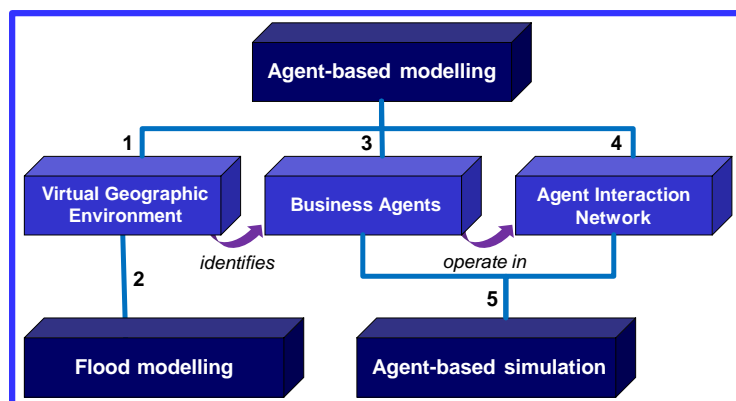 Agent-based modelling
1
3
4
Virtual Geographic
Environment
Business Agents
Agent Interaction
Network
identifies
operate in
2
5
Flood modelling
Agent-based simulation